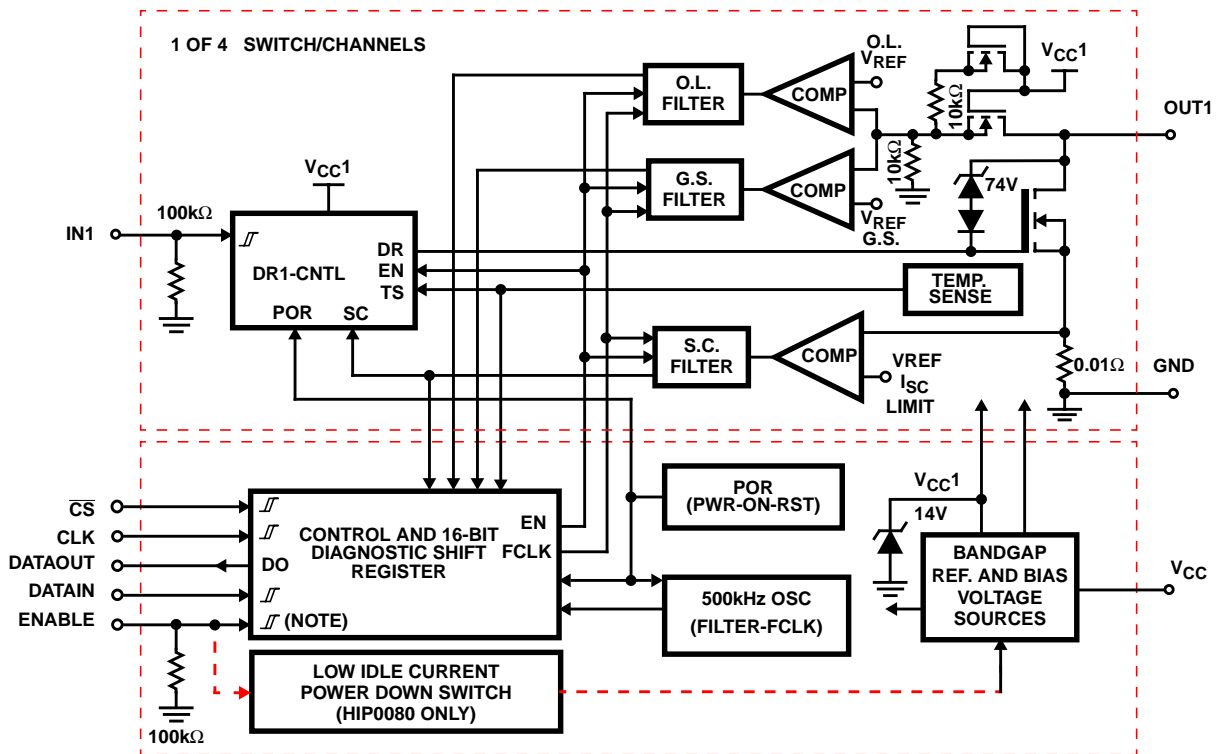 1 OF 4 SWITCH/CHANNELS
O.L.
VREF
VCC1
OUT1
O.L.
FILTER
COMP
10kΩ
10kΩ
G.S.
FILTER
COMP
VREF
G.S.
74V
VCC1
100kΩ
IN1
DR1-CNTL
DR
EN
TS
POR
SC
TEMP.
SENSE
S.C.
FILTER
COMP
VREF
ISC
LIMIT
0.01Ω
GND
CS
CLK
DATAOUT
DATAIN
ENABLE
CONTROL AND 16-BIT
DIAGNOSTIC SHIFT
REGISTER
EN
FCLK
DO
(NOTE)
POR
(PWR-ON-RST)
500kHz OSC
(FILTER-FCLK)
VCC1
14V
BANDGAP
REF. AND BIAS
VOLTAGE
SOURCES
VCC
LOW IDLE CURRENT
POWER DOWN SWITCH
(HIP0080 ONLY)
100kΩ